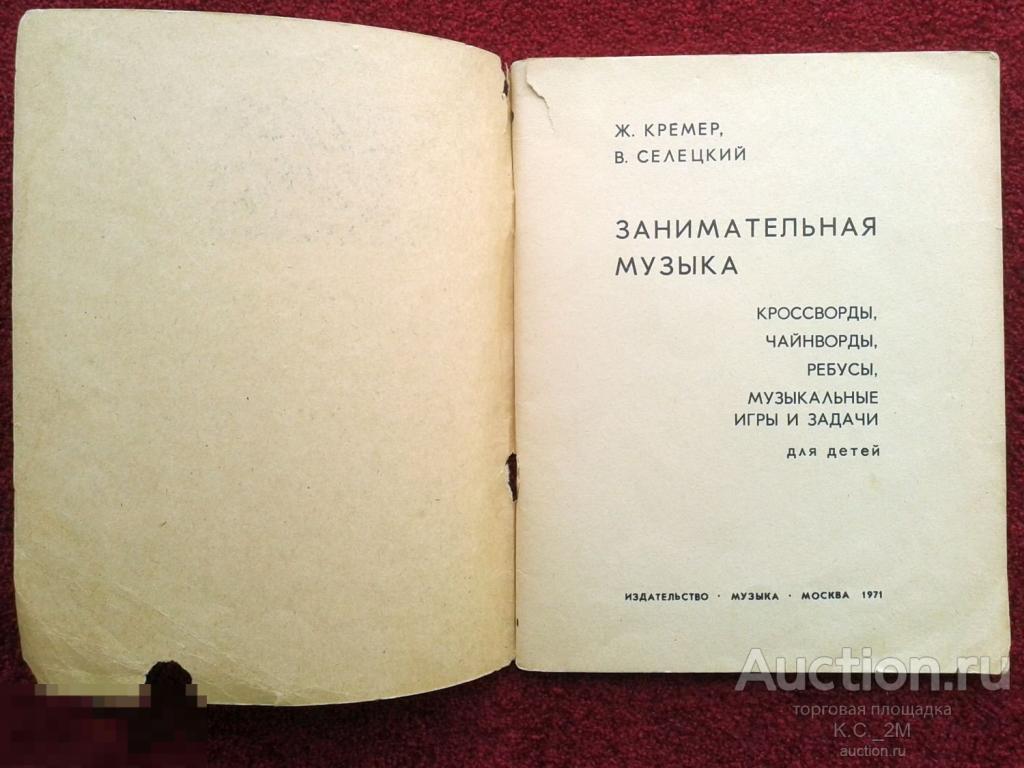 Ж. КРЕМЕР,
В. СЕЛЕЦКИЙ
ЗАНИМАТЕЛЬНАЯ
МУЗЫКА
КРОССВОРДЫ,
ЧАЙНВОРДЫ,
РЕБУСЫ,
МУЗЫКАЛЬНЫЕ
ИГРЫ И ЗАДАЧИ
для детей
ИЗДАТЕЛЬСТВО · МУЗЫКА · МОСКВА 1971
Auction.ru
торговая площадка
K.C._2M
auction.ru